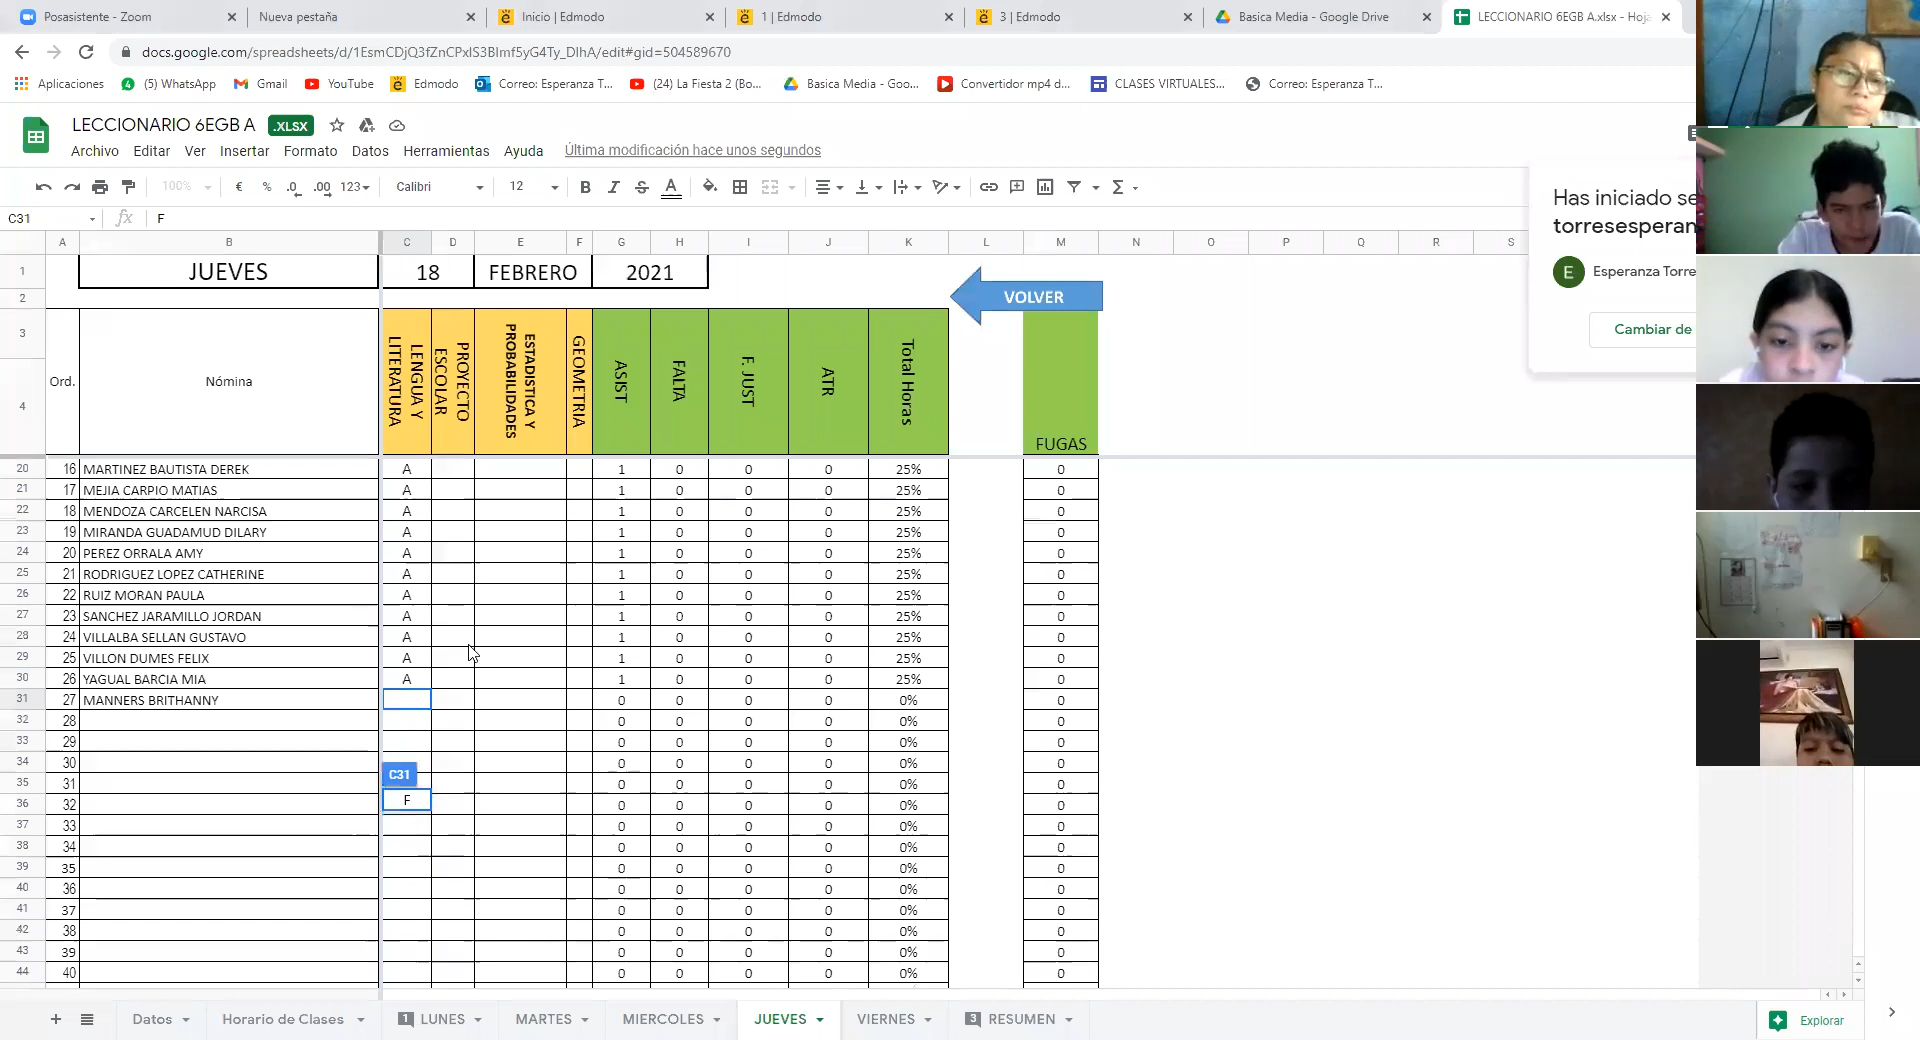 Posasistente - Zoom
Nueva pestaña
Inicio | Edmodo
1 | Edmodo
3 | Edmodo
Basica Media - Google Drive
LECCIONARIO 6EGB A.xlsx - Hoja
Aplicaciones
(5) WhatsApp
Gmail
YouTube
Edmodo
Correo: Esperanza T...
(24) La Fiesta 2 (Bo...
Basica Media - Goo...
Convertidor mp4 d...
CLASES VIRTUALES...
Correo: Esperanza T...
LECCIONARIO 6EGB A .XLSX
Archivo Editar Ver Insertar Formato Datos Herramientas Ayuda Última modificación hace unos segundos
100% € % .0 .00 123 Calibri 12 B I S A Σ
C31 fx F
Has iniciado se
torresesperan
E Esperanza Torre
Cambiar de
A B C D E F G H I J K L M N O P Q R S
1 JUEVES 18 FEBRERO 2021
2 VOLVER
3
4 Ord. Nómina LENGUA Y LITERATURA PROYECTO ESCOLAR ESTADISTICA Y PROBABILIDADES GEOMETRIA ASIST FALTA F. JUST ATR Total Horas FUGAS
20 16 MARTINEZ BAUTISTA DEREK A 1 0 0 0 25% 0
21 17 MEJIA CARPIO MATIAS A 1 0 0 0 25% 0
22 18 MENDOZA CARCELEN NARCISA A 1 0 0 0 25% 0
23 19 MIRANDA GUADAMUD DILARY A 1 0 0 0 25% 0
24 20 PEREZ ORRALA AMY A 1 0 0 0 25% 0
25 21 RODRIGUEZ LOPEZ CATHERINE A 1 0 0 0 25% 0
26 22 RUIZ MORAN PAULA A 1 0 0 0 25% 0
27 23 SANCHEZ JARAMILLO JORDAN A 1 0 0 0 25% 0
28 24 VILLALBA SELLAN GUSTAVO A 1 0 0 0 25% 0
29 25 VILLON DUMES FELIX A 1 0 0 0 25% 0
30 26 YAGUAL BARCIA MIA A 1 0 0 0 25% 0
31 27 MANNERS BRITHANNY 0 0 0 0 0% 0
32 28 0 0 0 0 0% 0
33 29 0 0 0 0 0% 0
34 30 0 0 0 0 0% 0
35 31 C31 0 0 0 0 0% 0
36 32 F 0 0 0 0 0% 0
37 33 0 0 0 0 0% 0
38 34 0 0 0 0 0% 0
39 35 0 0 0 0 0% 0
40 36 0 0 0 0 0% 0
41 37 0 0 0 0 0% 0
42 38 0 0 0 0 0% 0
43 39 0 0 0 0 0% 0
44 40 0 0 0 0 0% 0
Datos Horario de Clases 1 LUNES MARTES MIERCOLES JUEVES VIERNES 3 RESUMEN Explorar
docs.google.com/spreadsheets/d/
/edit#gid=504589670